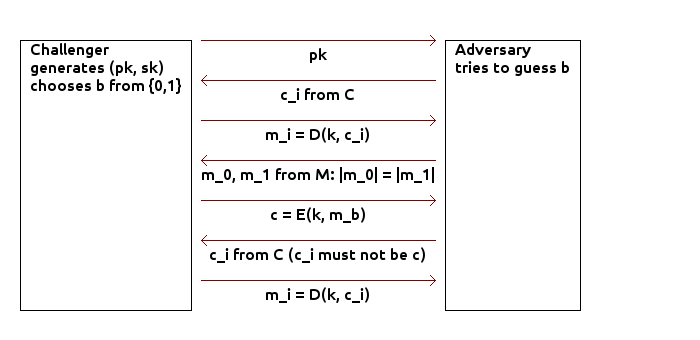 Challenger
generates (pk, sk)
chooses b from {0,1}
Adversary
tries to guess b
pk
c_i from C
m_i = D(k, c_i)
m_0, m_1 from M: |m_0| = |m_1|
c = E(k, m_b)
c_i from C (c_i must not be c)
m_i = D(k, c_i)